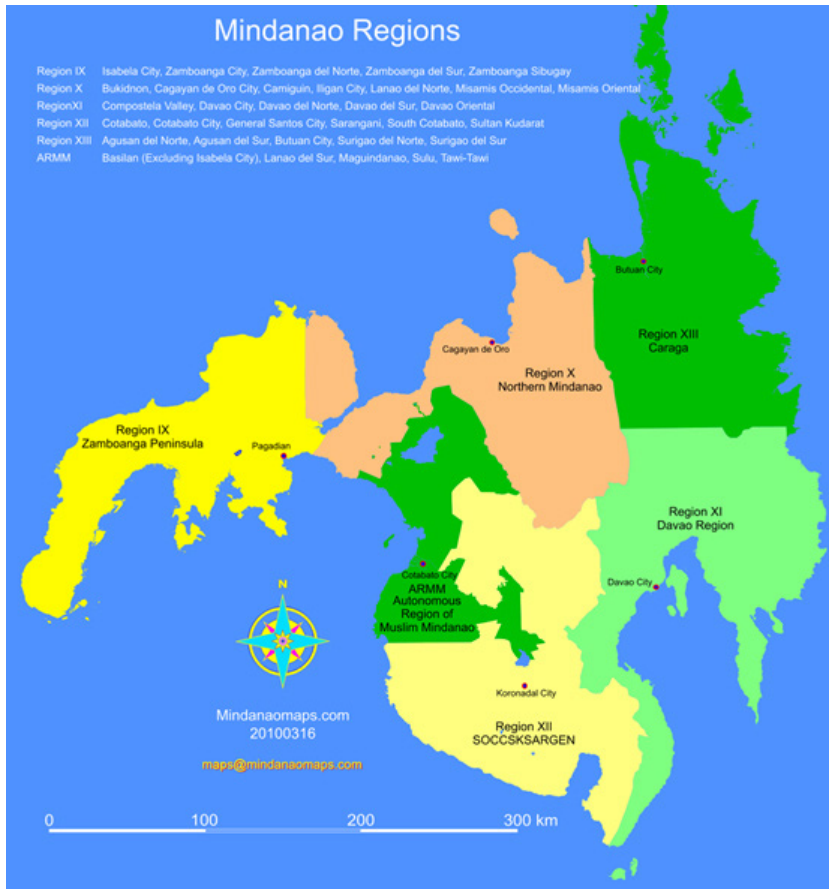 Mindanao Regions
Region IX Isabela City, Zamboanga City, Zamboanga del Norte, Zamboanga del Sur, Zamboanga Sibugay
Region X Bukidnon, Cagayan de Oro City, Camiguin, Iligan City, Lanao del Norte, Misamis Occidental, Misamis Oriental
RegionXI Compostela Valley, Davao City, Davao del Norte, Davao del Sur, Davao Oriental
Region XII Cotabato, Cotabato City, General Santos City, Sarangani, South Cotabato, Sultan Kudarat
Region XIII Agusan del Norte, Agusan del Sur, Butuan City, Surigao del Norte, Surigao del Sur
ARMM Basilan (Excluding Isabela City), Lanao del Sur, Maguindanao, Sulu, Tawi-Tawi
Butuan City
Region XIII
Caraga
Cagayan de Oro
Region X
Northern Mindanao
Region IX
Zamboanga Peninsula
Pagadian
Region XI
Davao Region
Cotabato City
ARMM
Autonomous
Region of
Muslim Mindanao
Davao City
N
Koronadal City
Region XII
SOCCSKSARGEN
Mindanaomaps.com
20100316
maps@mindanaomaps.com
0 100 200 300 km